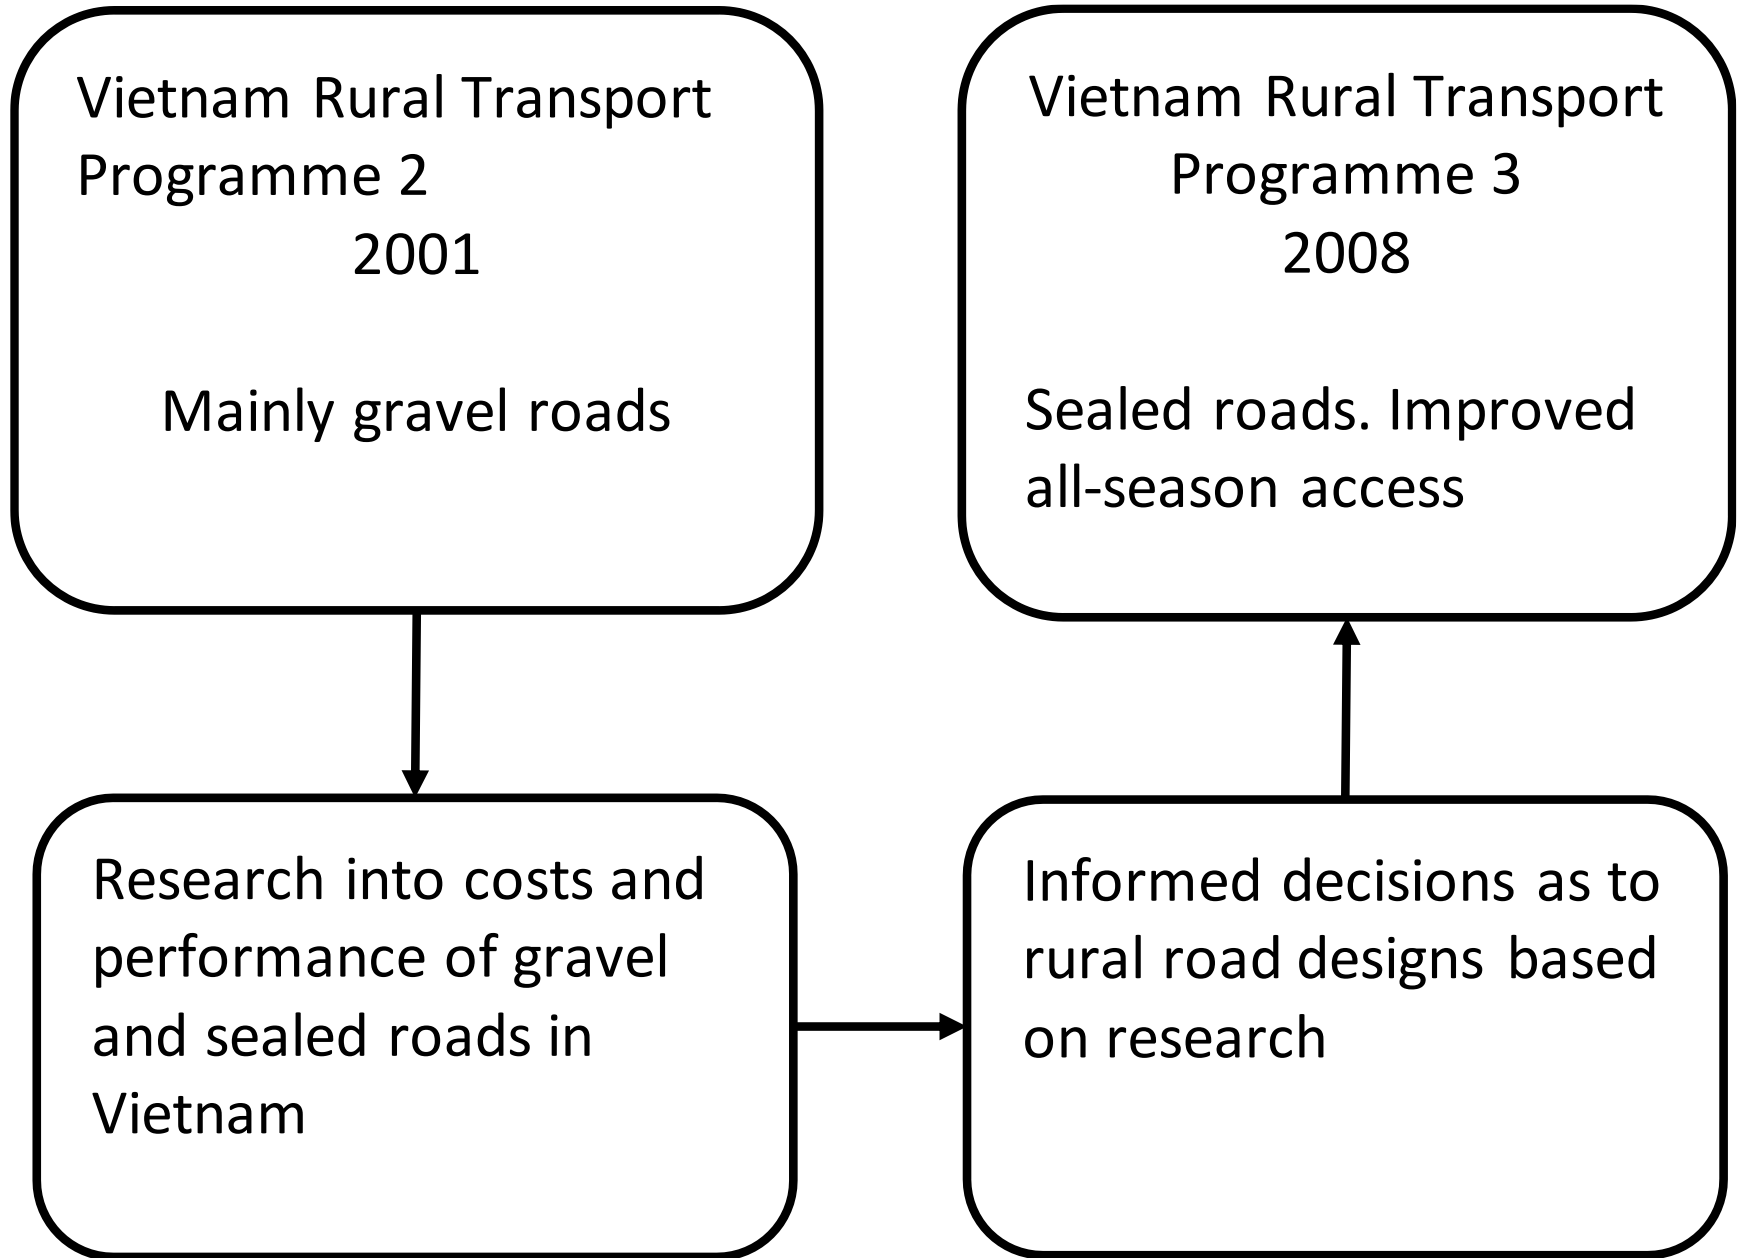 Vietnam Rural Transport
Programme 2
2001
Mainly gravel roads
Research into costs and
performance of gravel
and sealed roads in
Vietnam
Informed decisions as to
rural road designs based
on research
Vietnam Rural Transport
Programme 3
2008
Sealed roads. Improved
all-season access